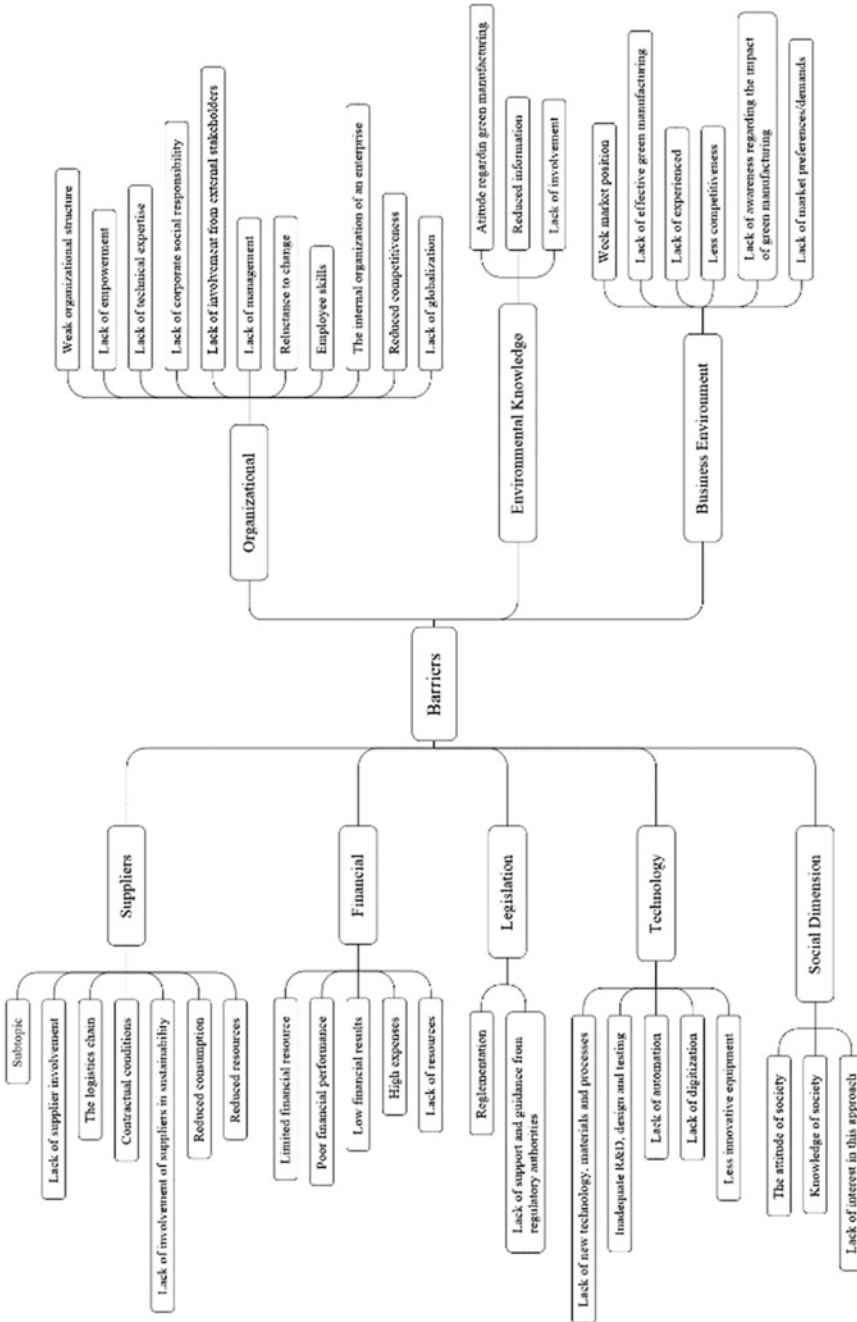 Barriers
Suppliers
Subtopic
Lack of supplier involvement
The logistics chain
Contractual conditions
Lack of involvement of suppliers in sustainability
Reduced consumption
Reduced resources
Financial
Limited financial resource
Poor financial performance
Low financial results
High expenses
Lack of resources
Legislation
Reglementation
Lack of support and guidance from
regulatory authorities
Technology
Lack of new technology, materials and processes
Inadequate R&D, design and testing
Lack of automation
Lack of digitization
Less innovative equipment
Social Dimension
The attitude of society
Knowledge of society
Lack of interest in this approach
Organizational
Weak organizational structure
Lack of empowerment
Lack of technical expertise
Lack of corporate social responsibility
Lack of involvement from external stakeholders
Lack of management
Reluctance to change
Employee skills
The internal organization of an enterprise
Reduced competitiveness
Lack of globalization
Environmental Knowledge
Atitude regardin green manufacturing
Reduced information
Lack of involvement
Business Environment
Week market position
Lack of effective green manufacturing
Lack of experienced
Less competitiveness
Lack of awareness regarding the impact
of green manufacturing
Lack of market preferences/demands